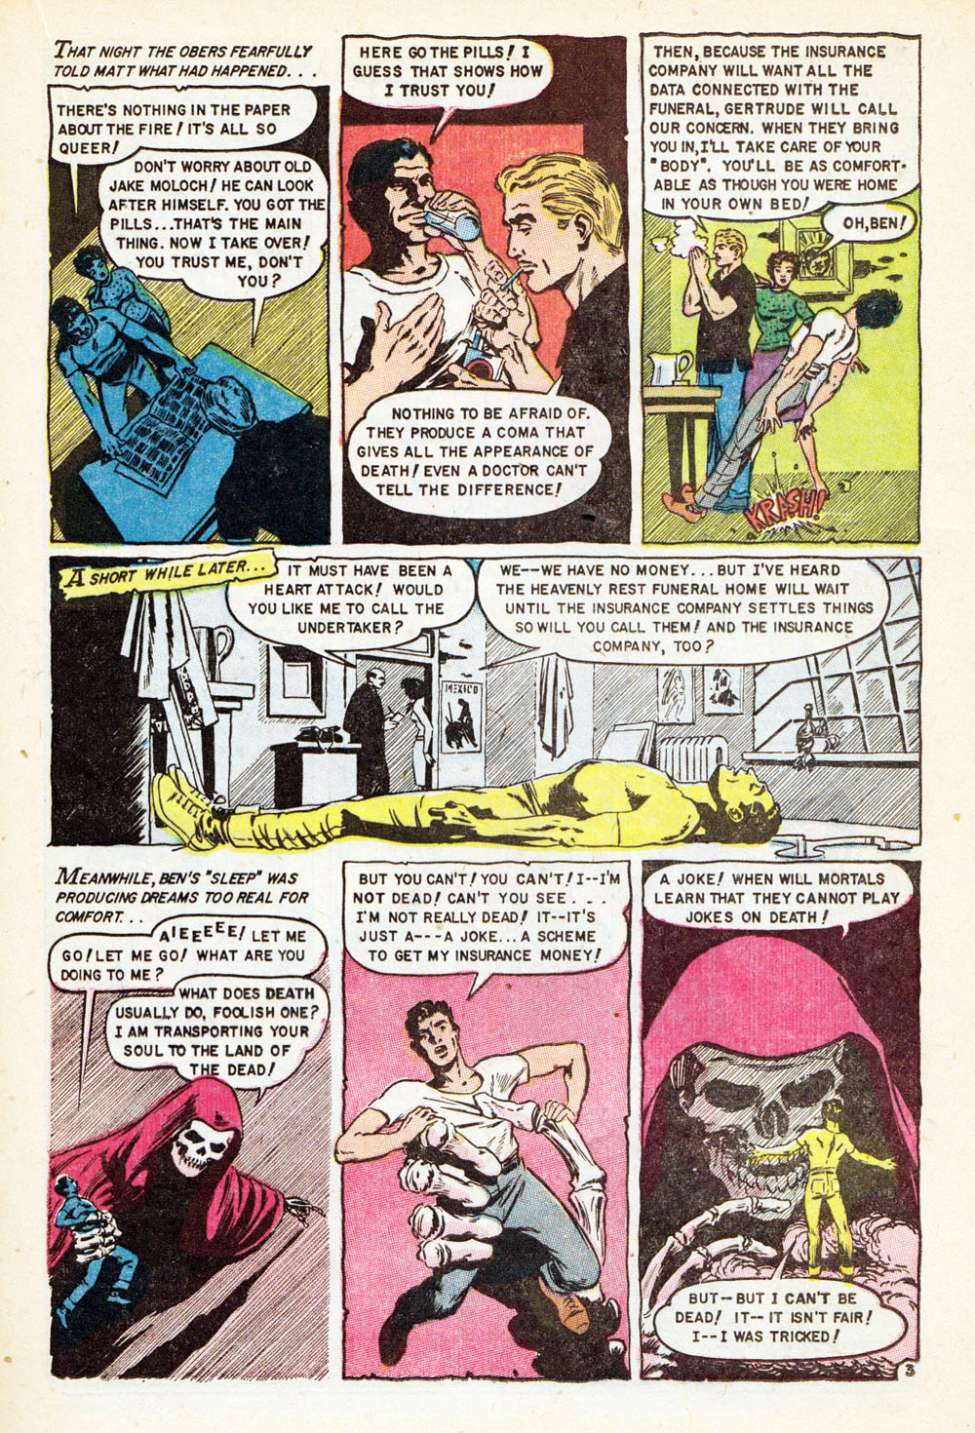 THAT NIGHT THE OBERS FEARFULLY
TOLD MATT WHAT HAD HAPPENED...
THERE'S NOTHING IN THE PAPER
ABOUT THE FIRE! IT'S ALL SO
QUEER!
DON'T WORRY ABOUT OLD
JAKE MOLOCH! HE CAN LOOK
AFTER HIMSELF. YOU GOT THE
PILLS...THAT'S THE MAIN
THING. NOW I TAKE OVER!
YOU TRUST ME, DON'T
YOU?
HERE GO THE PILLS! I
GUESS THAT SHOWS HOW
I TRUST YOU!
NOTHING TO BE AFRAID OF.
THEY PRODUCE A COMA THAT
GIVES ALL THE APPEARANCE OF
DEATH! EVEN A DOCTOR CAN'T
TELL THE DIFFERENCE!
THEN, BECAUSE THE INSURANCE
COMPANY WILL WANT ALL THE
DATA CONNECTED WITH THE
FUNERAL, GERTRUDE WILL CALL
OUR CONCERN. WHEN THEY BRING
YOU IN, I'LL TAKE CARE OF YOUR
"BODY". YOU'LL BE AS COMFORT-
ABLE AS THOUGH YOU WERE HOME
IN YOUR OWN BED!
OH, BEN!
KRASH!
A SHORT WHILE LATER...
IT MUST HAVE BEEN A
HEART ATTACK! WOULD
YOU LIKE ME TO CALL THE
UNDERTAKER?
WE--WE HAVE NO MONEY...BUT I'VE HEARD
THE HEAVENLY REST FUNERAL HOME WILL WAIT
UNTIL THE INSURANCE COMPANY SETTLES THINGS
SO WILL YOU CALL THEM! AND THE INSURANCE
COMPANY, TOO?
MEXICO
MEANWHILE, BEN'S "SLEEP" WAS
PRODUCING DREAMS TOO REAL FOR
COMFORT...
A'IEEEEE! LET ME
GO! LET ME GO! WHAT ARE YOU
DOING TO ME?
WHAT DOES DEATH
USUALLY DO, FOOLISH ONE?
I AM TRANSPORTING YOUR
SOUL TO THE LAND OF
THE DEAD!
BUT YOU CAN'T! YOU CAN'T! I--I'M
NOT DEAD! CAN'T YOU SEE...
I'M NOT REALLY DEAD! IT--IT'S
JUST A---A JOKE...A SCHEME
TO GET MY INSURANCE MONEY!
A JOKE! WHEN WILL MORTALS
LEARN THAT THEY CANNOT PLAY
JOKES ON DEATH!
BUT--BUT I CAN'T BE
DEAD! IT--IT ISN'T FAIR!
I--I WAS TRICKED!
3